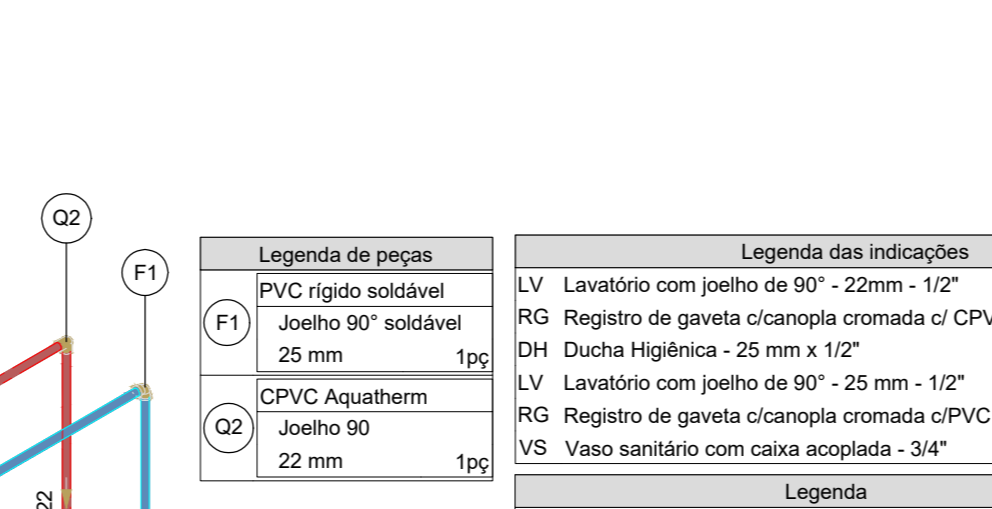 Q2
F1
22
Legenda de peças
F1
PVC rígido soldável
Joelho 90° soldável
25 mm 1pç
Q2
CPVC Aquatherm
Joelho 90
22 mm 1pç
Legenda das indicações
LV Lavatório com joelho de 90° - 22mm - 1/2"
RG Registro de gaveta c/canopla cromada c/
DH Ducha Higiênica - 25 mm x 1/2"
LV Lavatório com joelho de 90° - 25 mm - 1/2"
RG Registro de gaveta c/canopla cromada c/PVC
VS Vaso sanitário com caixa acoplada - 3/4"
Legenda